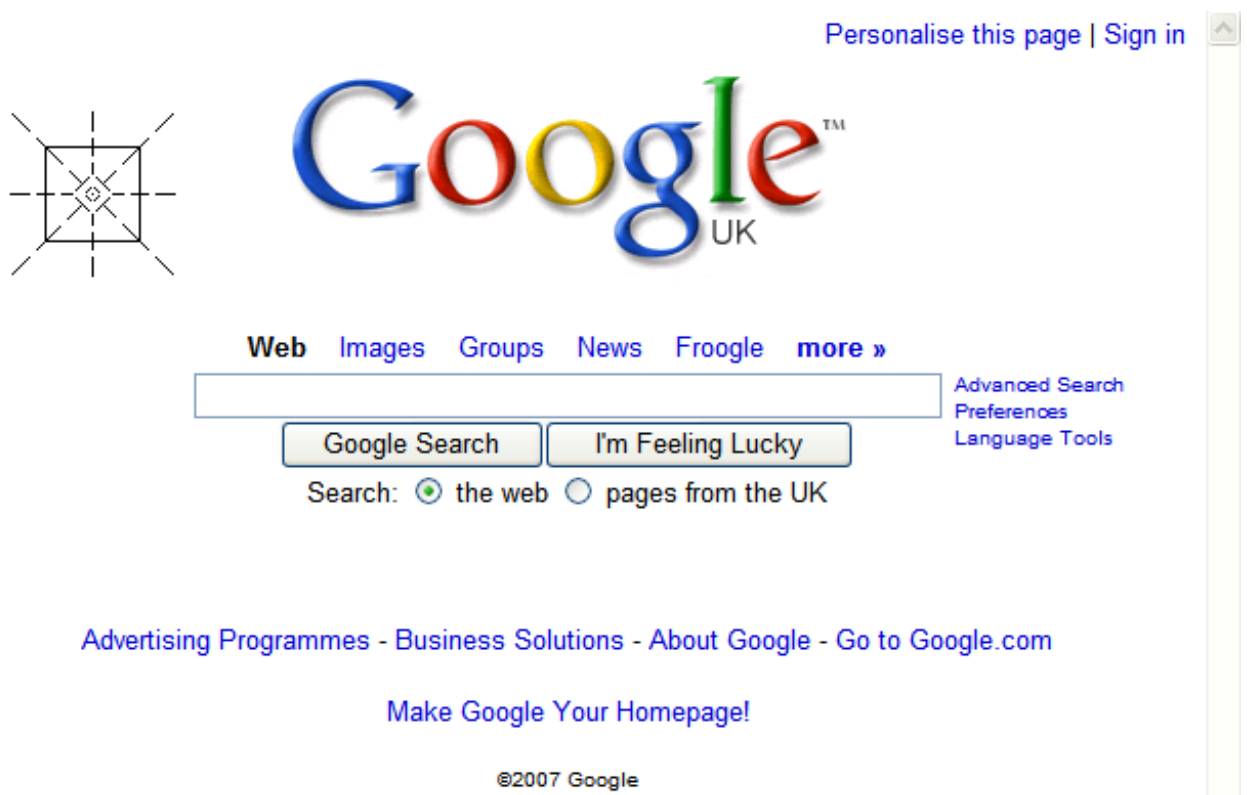 Personalise this page | Sign in
Google™
UK
Web Images Groups News Froogle more »
Advanced Search
Preferences
Language Tools
Google Search I'm Feeling Lucky
Search: the web pages from the UK
Advertising Programmes - Business Solutions - About Google - Go to Google.com
Make Google Your Homepage!
©2007 Google